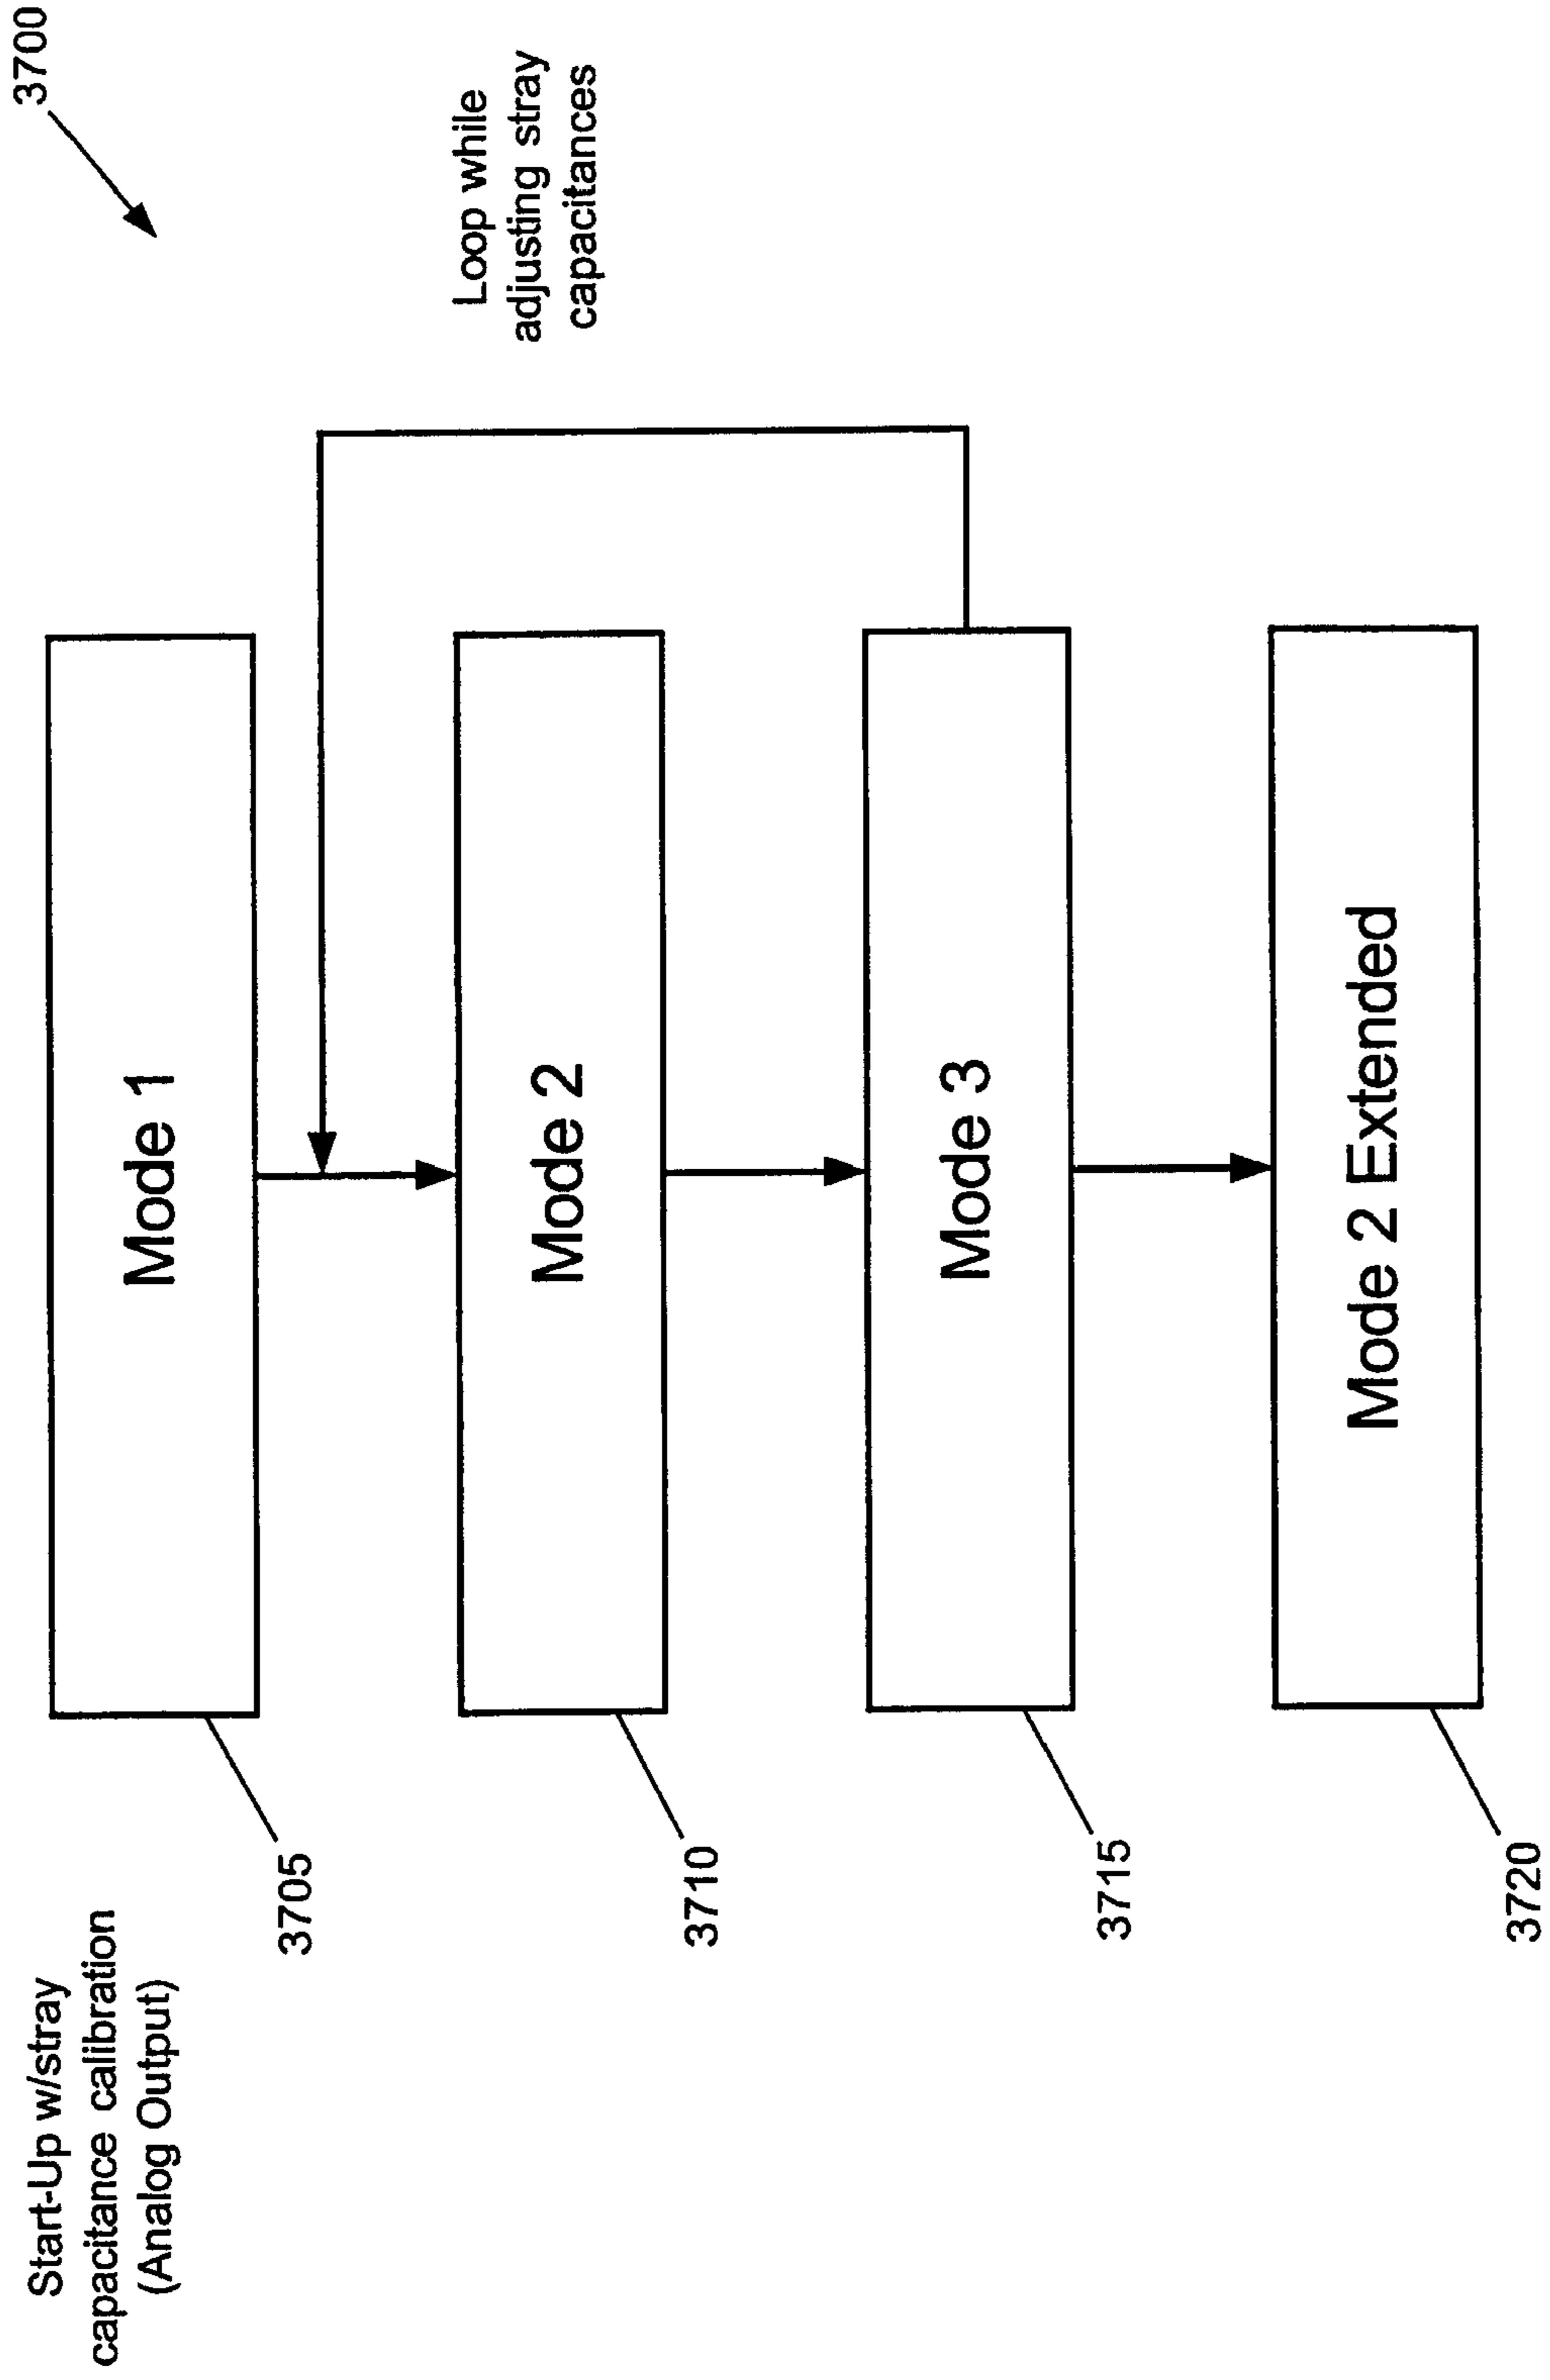 Start-Up w/stray
capacitance calibration
(Analog Output)
3700
Mode 1
3705
Loop while
adjusting stray
capacitances
Mode 2
3710
Mode 3
3715
Mode 2 Extended
3720